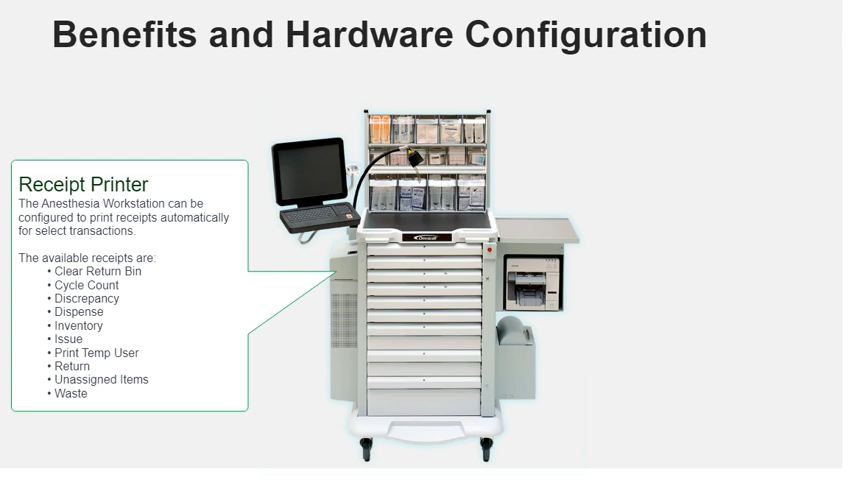 Benefits and Hardware Configuration
Receipt Printer
The Anesthesia Workstation can be
configured to print receipts automatically
for select transactions.
The available receipts are:
• Clear Return Bin
• Cycle Count
• Discrepancy
• Dispense
• Inventory
• Issue
• Print Temp User
• Return
• Unassigned Items
• Waste
Omnicell